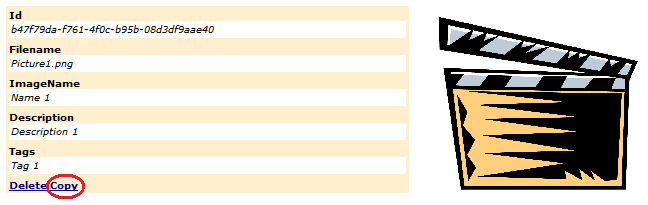 Id
b47f79da-f761-4f0c-b95b-08d3df9aae40
Filename
Picture1.png
ImageName
Name 1
Description
Description 1
Tags
Tag 1
Delete Copy